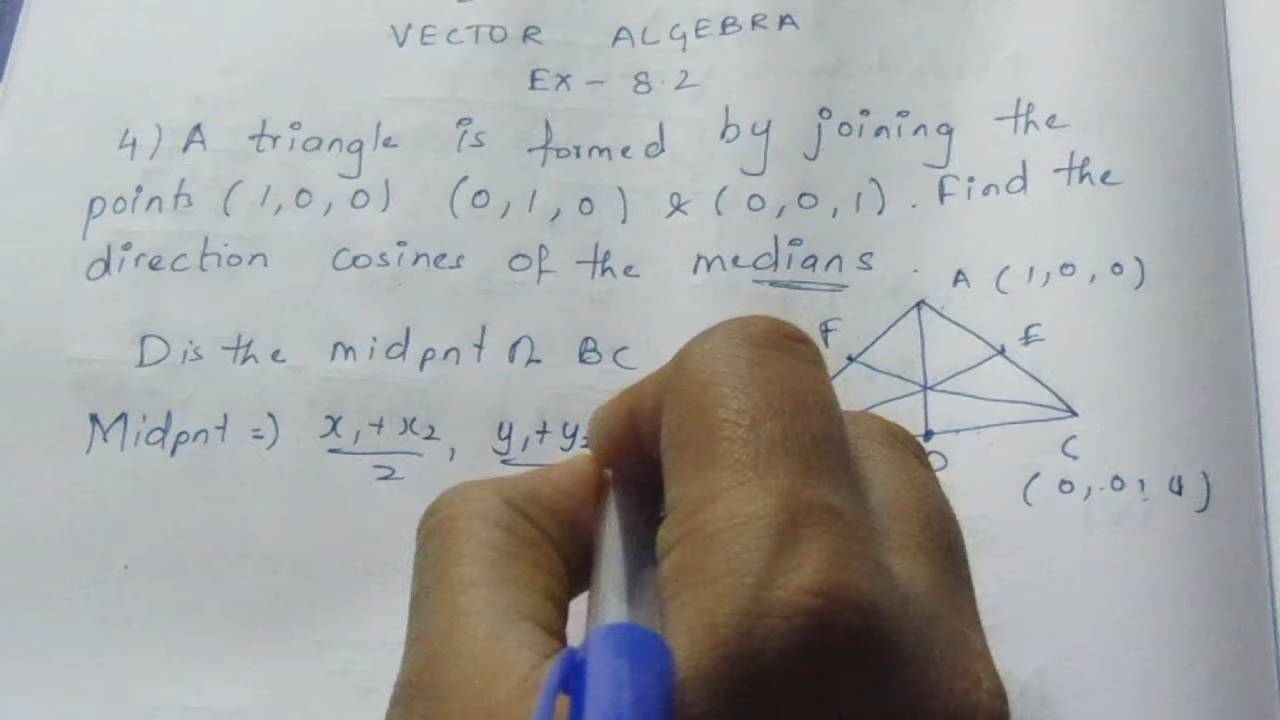 VECTOR ALGEBRA
EX - 8.2
4) A triangle is formed by joining the
points (1,0,0) (0,1,0) & (0,0,1). Find the
direction cosines of the medians.
A (1,0,0)
F
E
D is the midpnt of BC
Midpnt => x₁+x₂/2, y₁+y₂
D
C
(0,0,